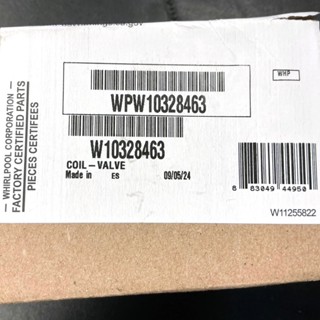 WHIRLPOOL CORPORATION
FACTORY CERTIFIED PARTS
PIECES CERTIFEES
WPW10328463
WHP
W10328463
COIL-VALVE
Made in ES 09/05/24
8 83049 44950
W11255822